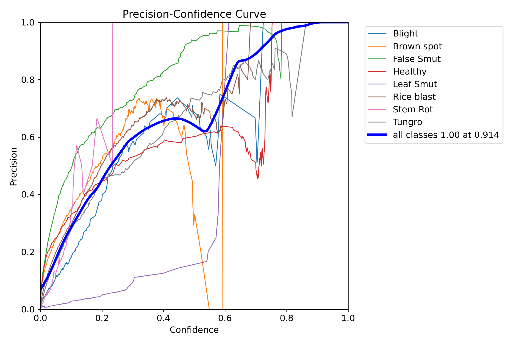 Precision-Confidence Curve
Blight
Brown spot
False Smut
Healthy
Leaf Smut
Rice blast
Stem Rot
Tungro
all classes 1.00 at 0.914
Precision
1.0
0.8
0.6
0.4
0.2
0.0
0.0 0.2 0.4 0.6 0.8 1.0
Confidence